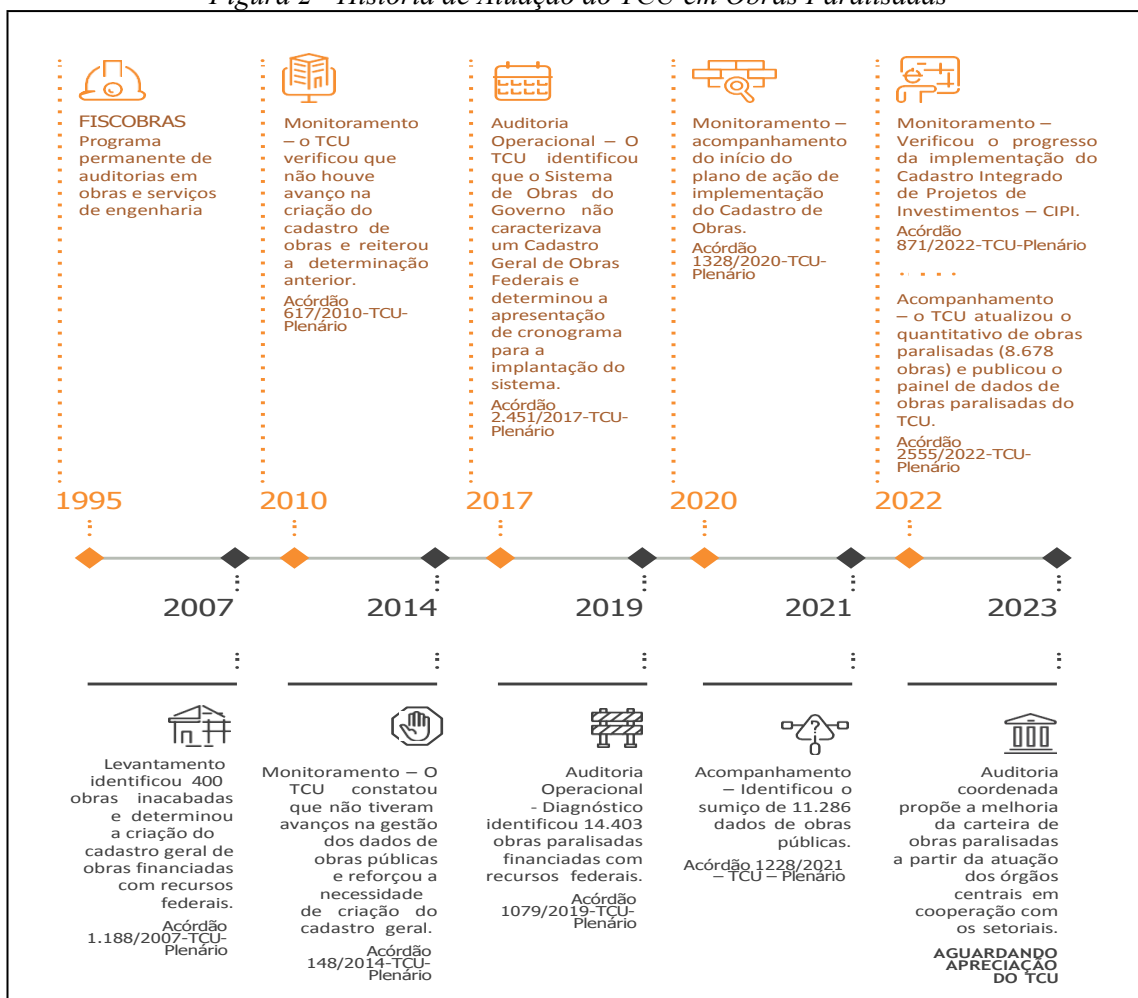 Figura 2 - História de Atuação do TCU em Obras Paralisadas
FISCOBRAS
Programa
permanente de
auditorias em
obras e serviços
de engenharia
Monitoramento
– o TCU
verificou que
não houve
avanço na
criação do
cadastro de
obras e reiterou
a determinação
anterior.
Acórdão
617/2010-TCU-
Plenário
Auditoria
Operacional – O
TCU identificou
que o Sistema
de Obras do
Governo não
caracterizava
um Cadastro
Geral de Obras
Federais e
determinou a
apresentação
de cronograma
para a
implantação do
sistema.
Acórdão
2.451/2017-TCU-
Plenário
Monitoramento –
acompanhamento
do início do
plano de ação de
implementação
do Cadastro de
Obras.
Acórdão
1328/2020-TCU-
Plenário
Monitoramento –
Verificou o progresso
da implementação do
Cadastro Integrado
de Projetos de
Investimentos – CIPI.
Acórdão
871/2022-TCU-Plenário
Acompanhamento
– o TCU atualizou o
quantitativo de obras
paralisadas (8.678
obras) e publicou o
painel de dados de
obras paralisadas do
TCU.
Acórdão
2555/2022-TCU-
Plenário
1995
2010
2017
2020
2022
2007
2014
2019
2021
2023
Levantamento
identificou 400
obras inacabadas
e determinou
a criação do
cadastro geral de
obras financiadas
com recursos
federais.
Acórdão
1.188/2007-TCU-
Plenário
Monitoramento – O
TCU constatou
que não tiveram
avanços na gestão
dos dados de
obras públicas
e reforçou a
necessidade
de criação do
cadastro geral.
Acórdão
148/2014-TCU-
Plenário
Auditoria
Operacional
- Diagnóstico
identificou 14.403
obras paralisadas
financiadas com
recursos federais.
Acórdão
1079/2019-TCU-
Plenário
Acompanhamento
– Identificou o
sumiço de 11.286
dados de obras
públicas.
Acórdão 1228/2021
– TCU – Plenário
Auditoria
coordenada
propõe a melhoria
da carteira de
obras paralisadas
a partir da atuação
dos órgãos
centrais em
cooperação com
os setoriais.
AGUARDANDO
APRECIAÇÃO
DO TCU